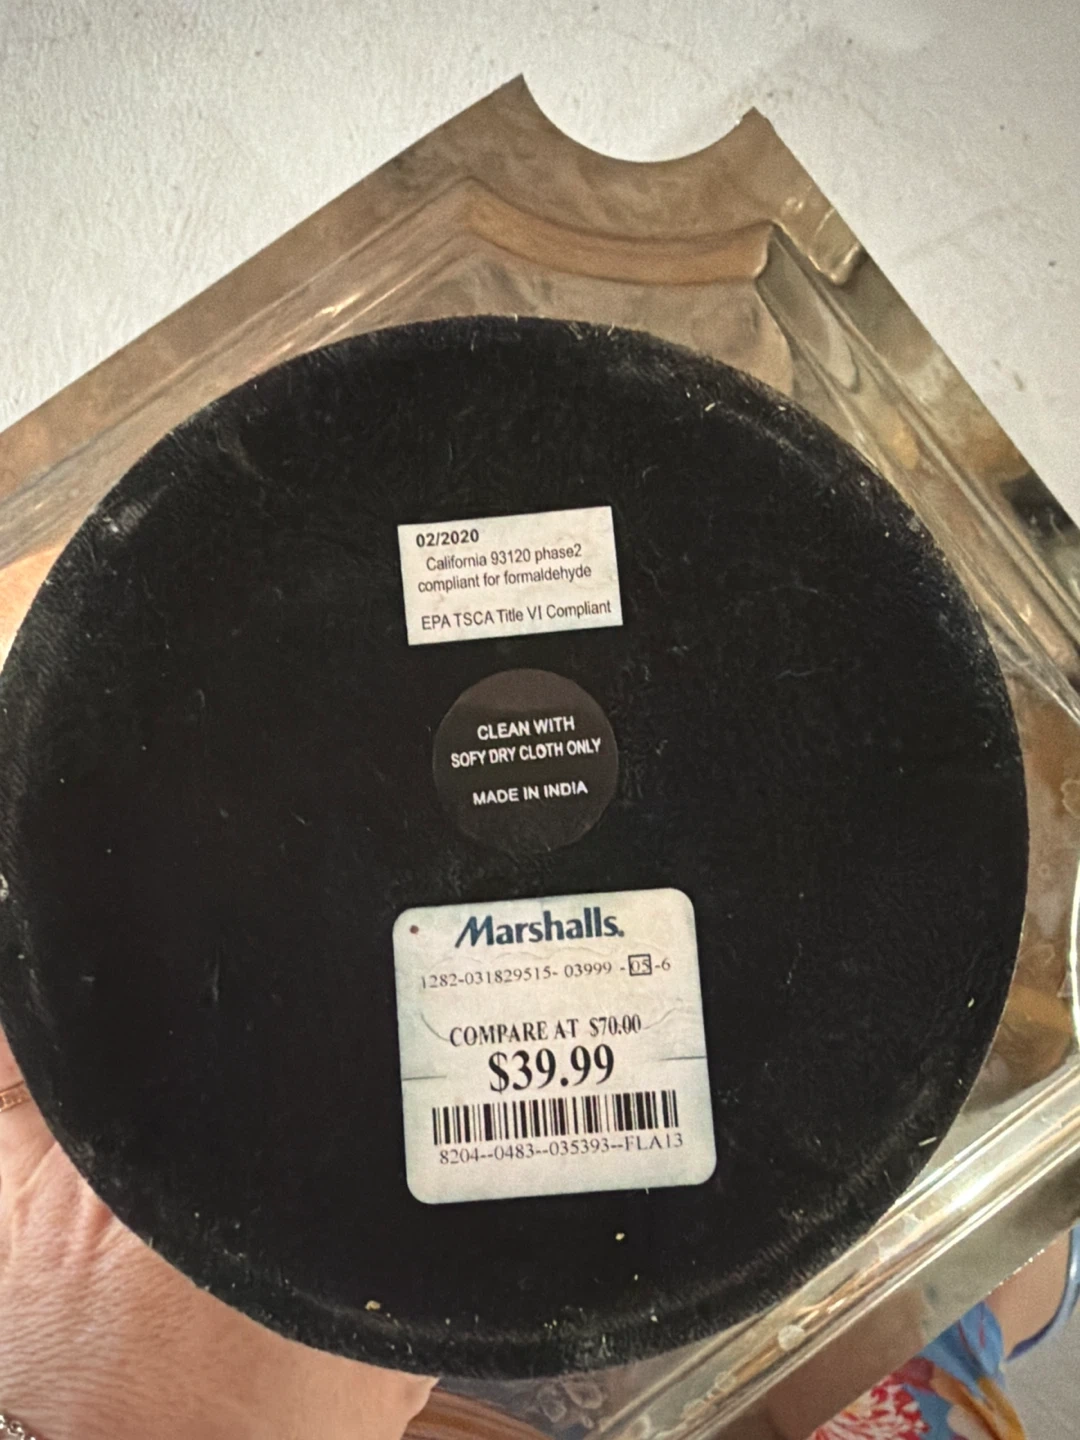 02/2020
California 93120 phase2
compliant for formaldehyde
EPA TSCA Title VI Compliant
CLEAN WITH
SOFY DRY CLOTH ONLY
MADE IN INDIA
Marshalls.
1282-031829515- 03999 -05-6
COMPARE AT $70.00
$39.99
8204--0483--035393--FLA13